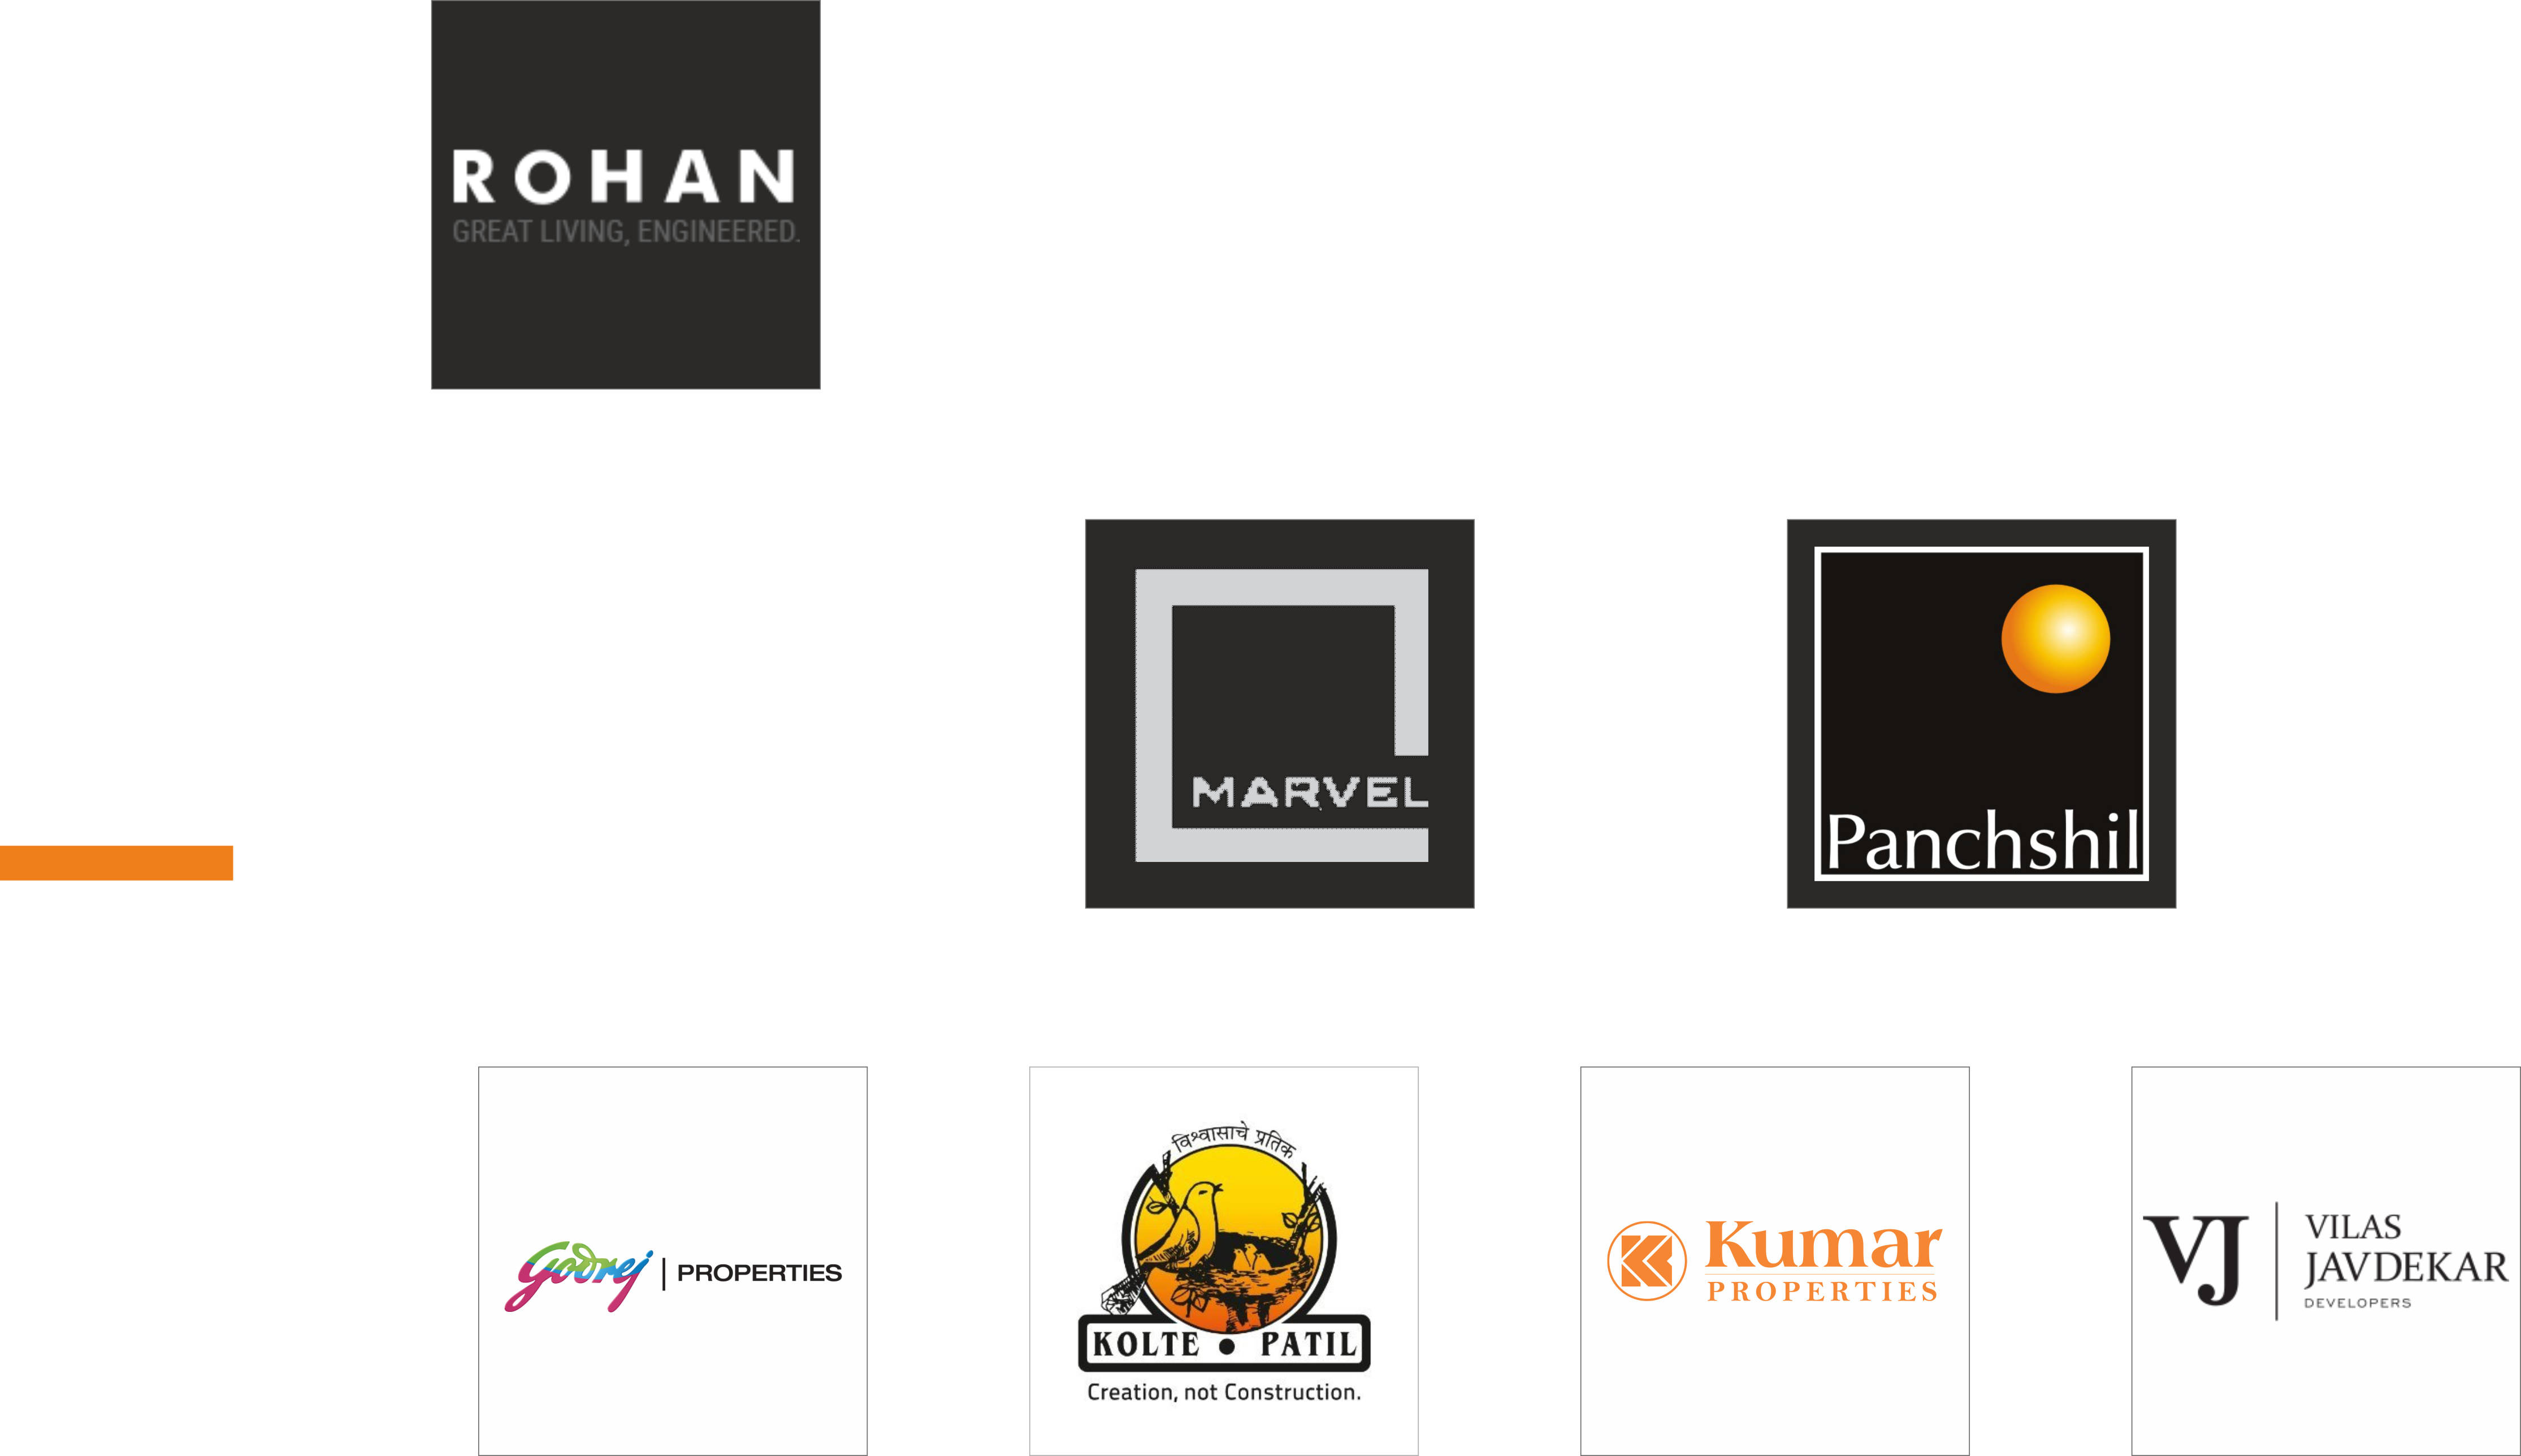 ROHAN
GREAT LIVING, ENGINEERED.
MARVEL
Panchshil
godrej | PROPERTIES
विश्वासाचे प्रतिक
KOLTE • PATIL
Creation, not Construction.
Kumar
PROPERTIES
VJ
VILAS
JAVDEKAR
DEVELOPERS